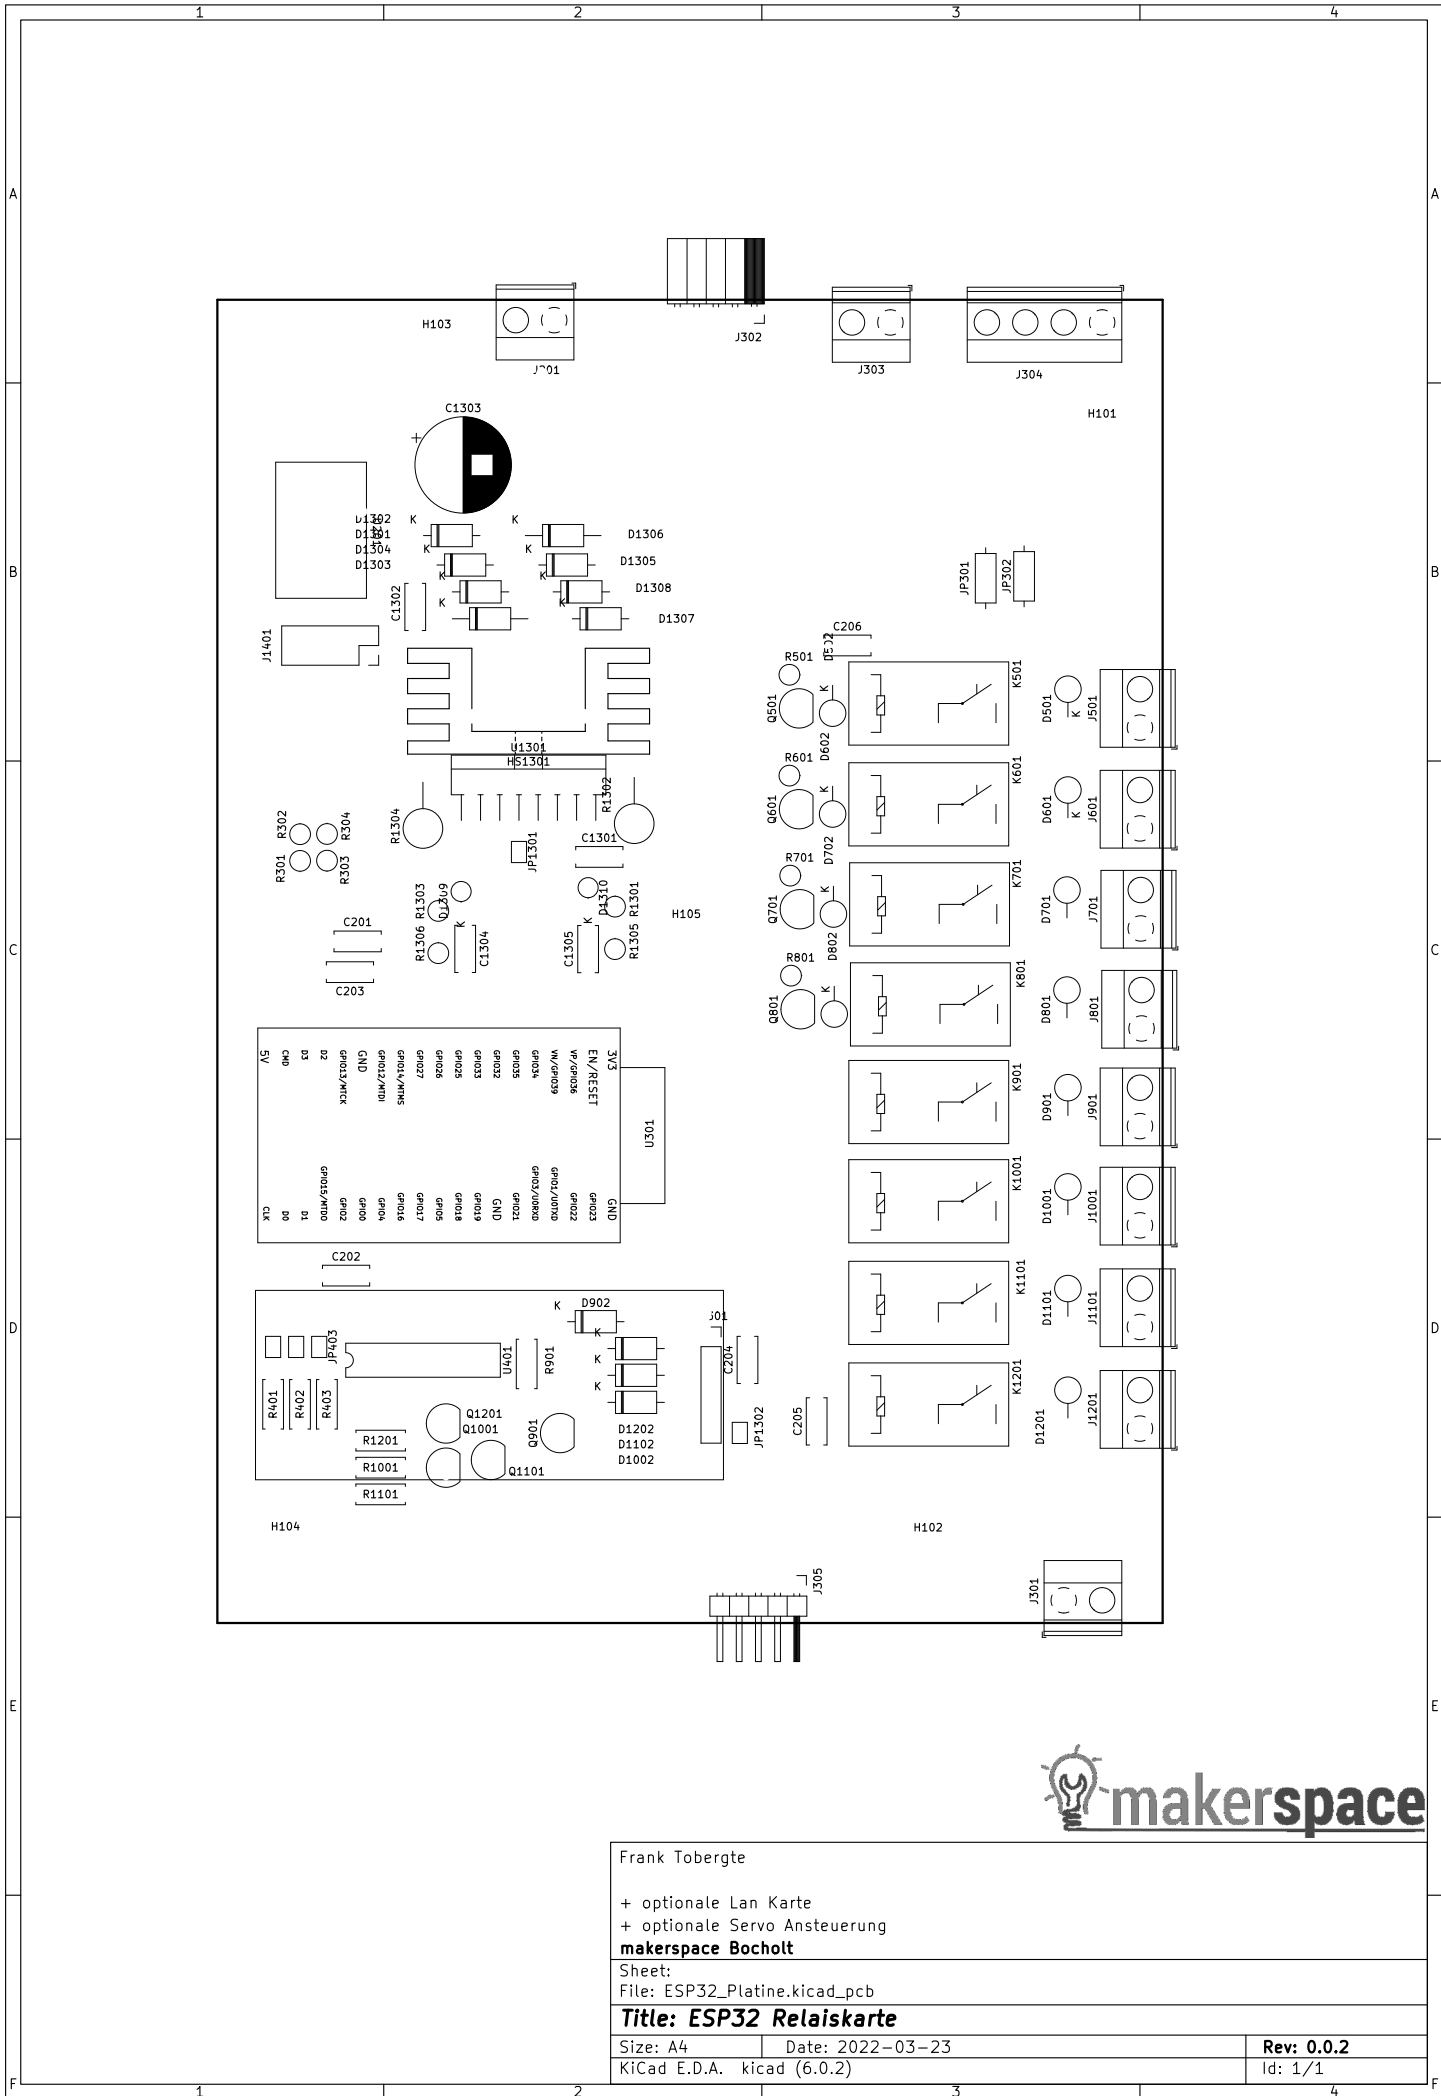 1 2 3 4
A A
J302
H103
J303
J304
H101
C1303
+
K K
D1302
D1301
D1304
D1303
K K
K K
K K
D1306
D1305
D1308
D1307
B B
C1302
JP301
JP302
J1401
C206
D502
R501
Q501
K
K501
D501
K
J501
U1301
HS1301
D602
R601
Q601
K
K601
D601
K
J601
R1302
R1304
R302
R304
R301
R303
JP1301
C1301
D702
R701
Q701
K
K701
D701
J701
R1303
D1309
K
D1310
K
R1301
H105
C201
R1306
C1304
C1305
R1305
C C
C203
D802
R801
Q801
K
K801
D801
J801
5V
CMD
D3
D2
GPIO13/MTCK
GND
GPIO12/MTDI
GPIO14/MTMS
GPIO27
GPIO26
GPIO25
GPIO33
GPIO32
GPIO35
GPIO34
VN/GPIO39
VP/GPIO36
EN/RESET
3V3
U301
K901
D901
J901
CLK
D0
D1
GPIO15/MTDO
GPIO2
GPIO0
GPIO4
GPIO16
GPIO17
GPIO5
GPIO18
GPIO19
GND
GPIO21
GPIO3/U0RXD
GPIO1/U0TXD
GPIO22
GPIO23
GND
K1001
D1001
J1001
C202
K
D902
K1101
D1101
J1101
D D
JP403
U401
R901
K
K
K
C204
R401
R402
R403
Q1201
Q1001
Q901
D1202
D1102
D1002
JP1302
C205
K1201
D1201
J1201
R1201
R1001
R1101
Q1101
H104
H102
J305
J301
E E
makerspace
Frank Tobergte
+ optionale Lan Karte
+ optionale Servo Ansteuerung
makerspace Bocholt
Sheet:
File: ESP32_Platine.kicad_pcb
Title: ESP32 Relaiskarte
Size: A4 Date: 2022-03-23 Rev: 0.0.2
KiCad E.D.A. kicad (6.0.2) Id: 1/1
F F
1 2 3 4